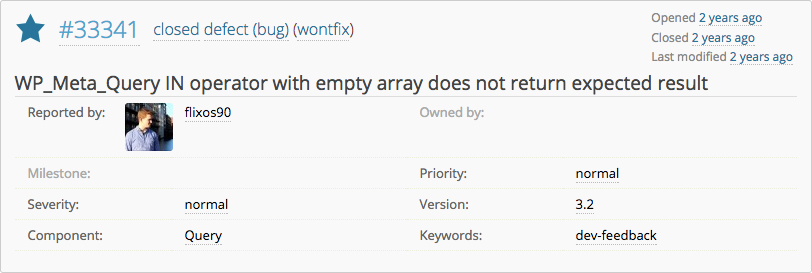 #33341 closed defect (bug) (wontfix)
Opened 2 years ago
Closed 2 years ago
Last modified 2 years ago
WP_Meta_Query IN operator with empty array does not return expected result
Reported by: flixos90 Owned by:
Milestone: Priority: normal
Severity: normal Version: 3.2
Component: Query Keywords: dev-feedback